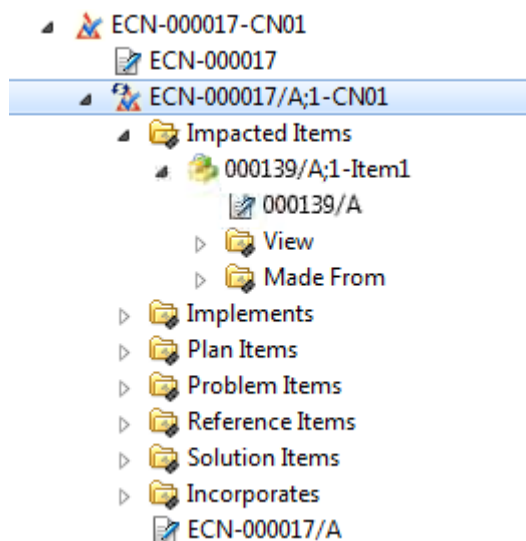 ECN-000017-CN01
ECN-000017
ECN-000017/A;1-CN01
Impacted Items
000139/A;1-Item1
000139/A
View
Made From
Implements
Plan Items
Problem Items
Reference Items
Solution Items
Incorporates
ECN-000017/A